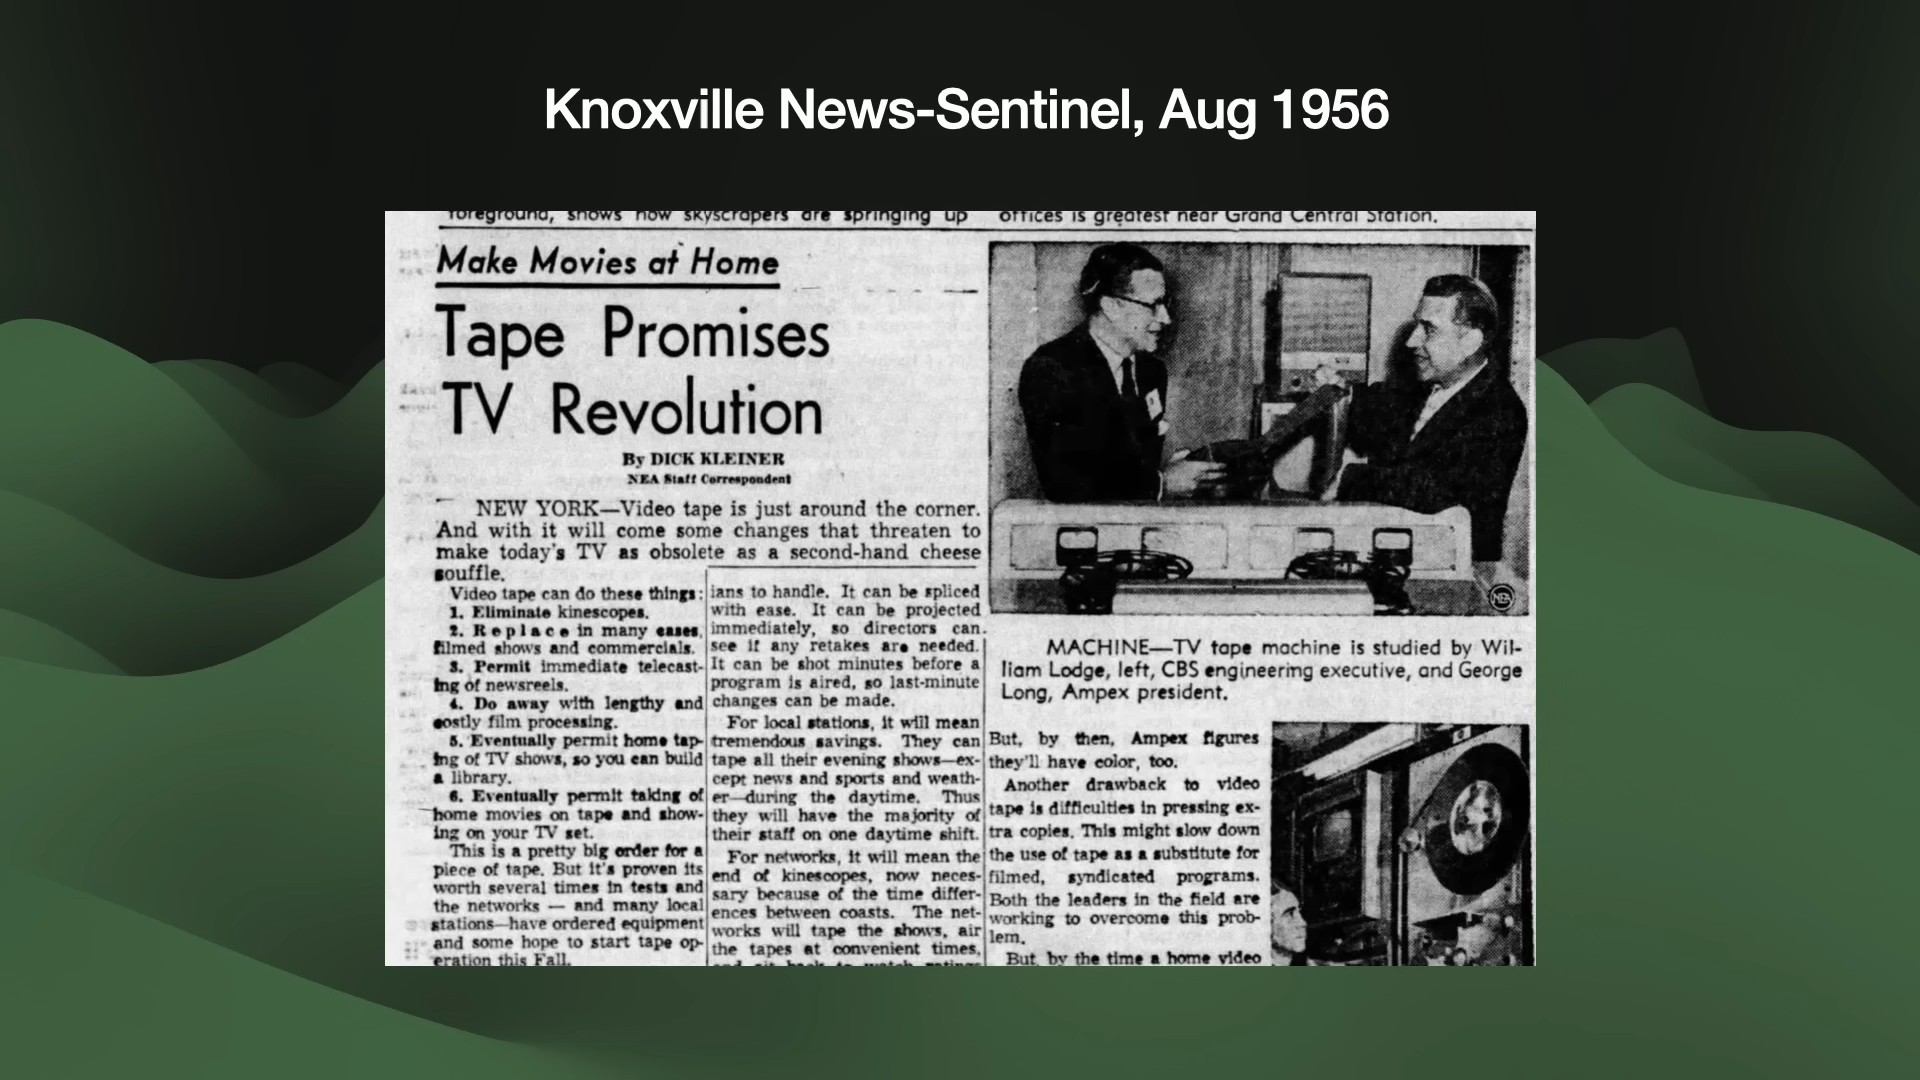 Knoxville News-Sentinel, Aug 1956
foreground, shows how skyscrapers are springing up
offices is greatest near Grand Central Station.
Make Movies at Home
Tape Promises
TV Revolution
By DICK KLEINER
NEA Staff Correspondent
NEW YORK—Video tape is just around the corner.
And with it will come some changes that threaten to
make today's TV as obsolete as a second-hand cheese
souffle.
Video tape can do these things:
1. Eliminate kinescopes.
2. Replace in many cases,
filmed shows and commercials.
3. Permit immediate telecast-
ing of newsreels.
4. Do away with lengthy and
costly film processing.
5. Eventually permit home tap-
ing of TV shows, so you can build
a library.
6. Eventually permit taking of
home movies on tape and show-
ing on your TV set.
This is a pretty big order for a
piece of tape. But it's proven its
worth several times in tests and
the networks — and many local
stations—have ordered equipment
and some hope to start tape op-
eration this Fall.
ians to handle. It can be spliced
with ease. It can be projected
immediately, so directors can
see if any retakes are needed.
It can be shot minutes before a
program is aired, so last-minute
changes can be made.
For local stations, it will mean
tremendous savings. They can
tape all their evening shows—ex-
cept news and sports and weath-
er—during the daytime. Thus
they will have the majority of
their staff on one daytime shift.
For networks, it will mean the
end of kinescopes, now neces-
sary because of the time differ-
ences between coasts. The net-
works will tape the shows, air
the tapes at convenient times,
and sit back to watch ratings
NEA
MACHINE—TV tape machine is studied by Wil-
liam Lodge, left, CBS engineering executive, and George
Long, Ampex president.
But, by then, Ampex figures
they'll have color, too.
Another drawback to video
tape is difficulties in pressing ex-
tra copies. This might slow down
the use of tape as a substitute for
filmed, syndicated programs.
Both the leaders in the field are
working to overcome this prob-
lem.
But, by the time a home video